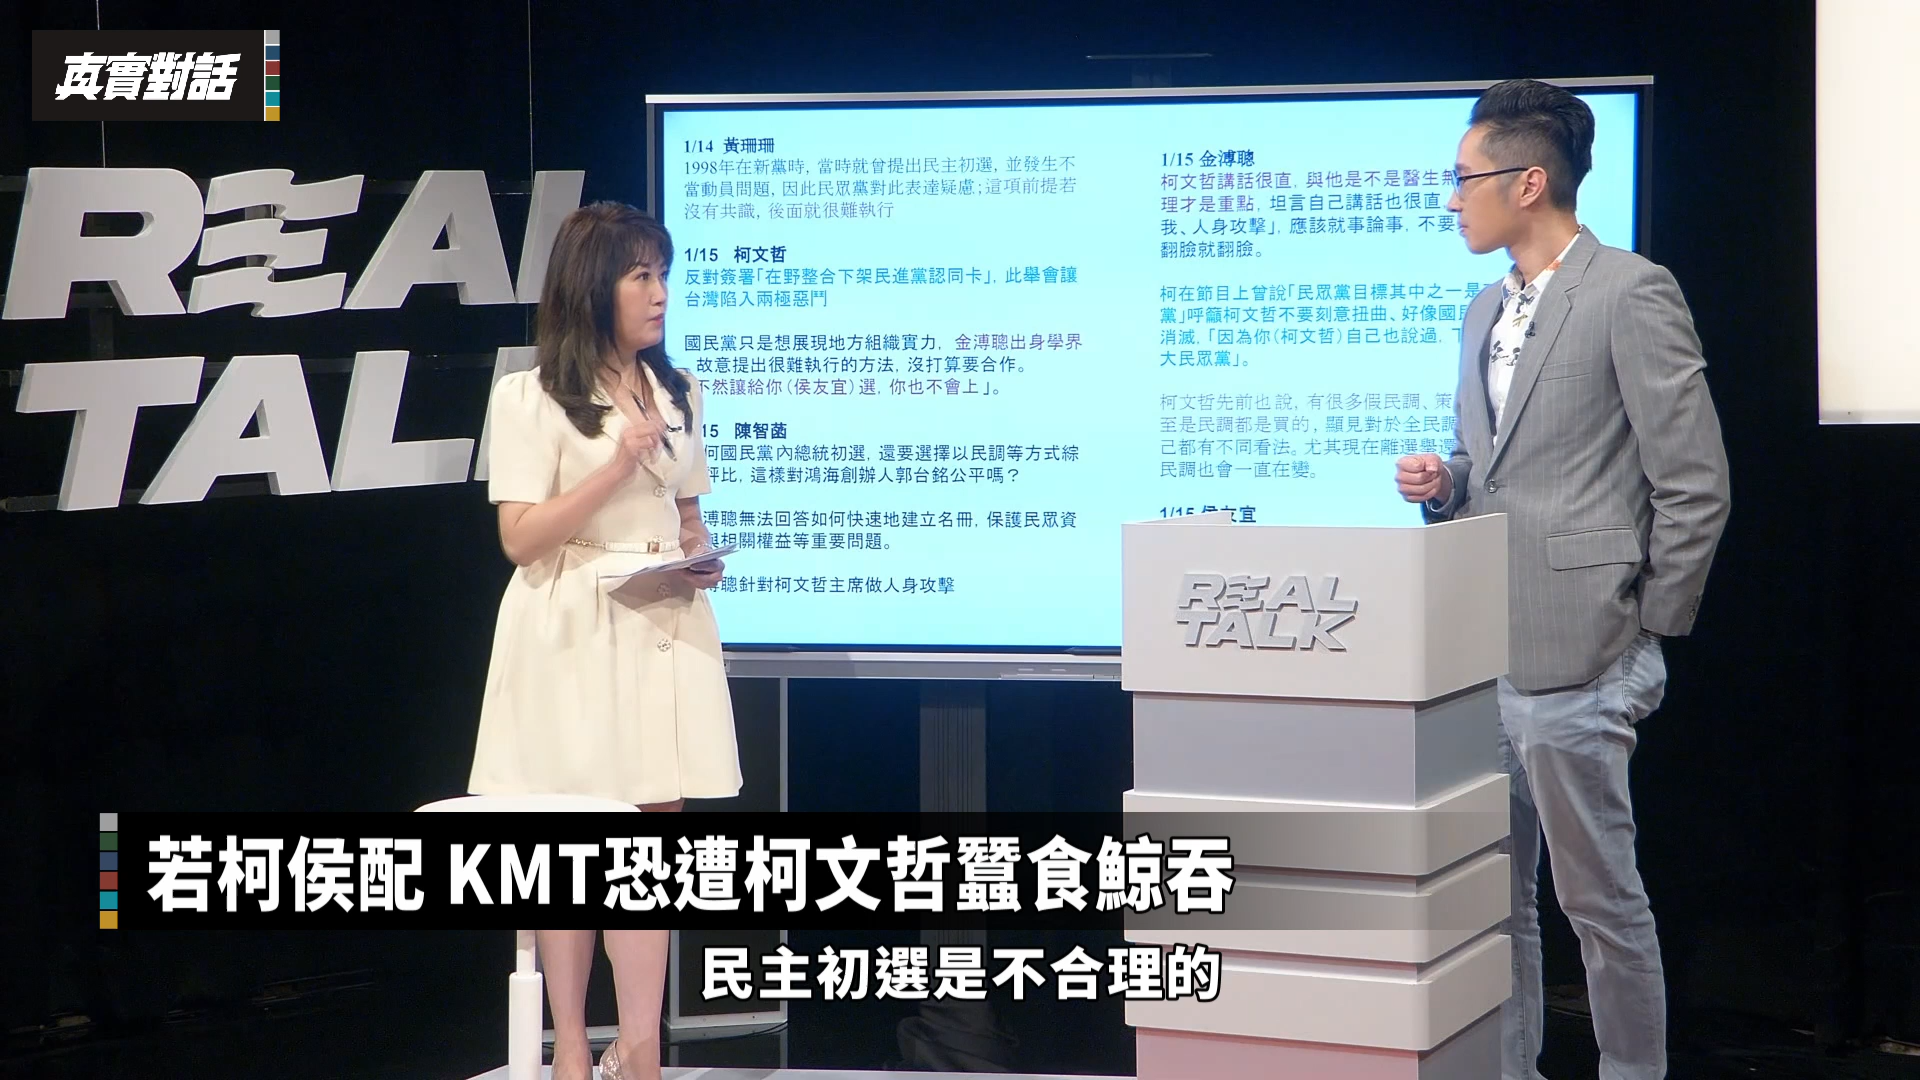 真實對話
REAL
TALK
1/14 黃珊珊
1998年在新黨時, 當時就曾提出民主初選, 並發生不
當動員問題, 因此民眾黨對此表達疑慮；這項前提若
沒有共識, 後面就很難執行
1/15 柯文哲
反對簽署「在野整合下架民進黨認同卡」, 此舉會讓
台灣陷入兩極惡鬥
國民黨只是想展現地方組織實力, 金溥聰出身學界
故意提出很難執行的方法, 沒打算要合作。
不然讓給你（侯友宜）選, 你也不會上」。
15 陳智菡
何國民黨內總統初選, 還要選擇以民調等方式綜
評比, 這樣對鴻海創辦人郭台銘公平嗎？
溥聰無法回答如何快速地建立名冊, 保護民眾資
與相關權益等重要問題。
溥聰針對柯文哲主席做人身攻擊
1/15 金溥聰
柯文哲講話很直, 與他是不是醫生無
理才是重點, 坦言自己講話也很直、
我、人身攻擊」, 應該就事論事, 不要
翻臉就翻臉。
柯在節目上曾說「民眾黨目標其中之一是
黨」呼籲柯文哲不要刻意扭曲、好像國民
消滅,「因為你（柯文哲）自己也說過, 
大民眾黨」。
柯文哲先前也說, 有很多假民調、策
至是民調都是買的, 顯見對於全民調
己都有不同看法。尤其現在離選舉還
民調也會一直在變。
1/15 侯友宜
REAL
TALK
若柯侯配 KMT恐遭柯文哲蠶食鯨吞
民主初選是不合理的